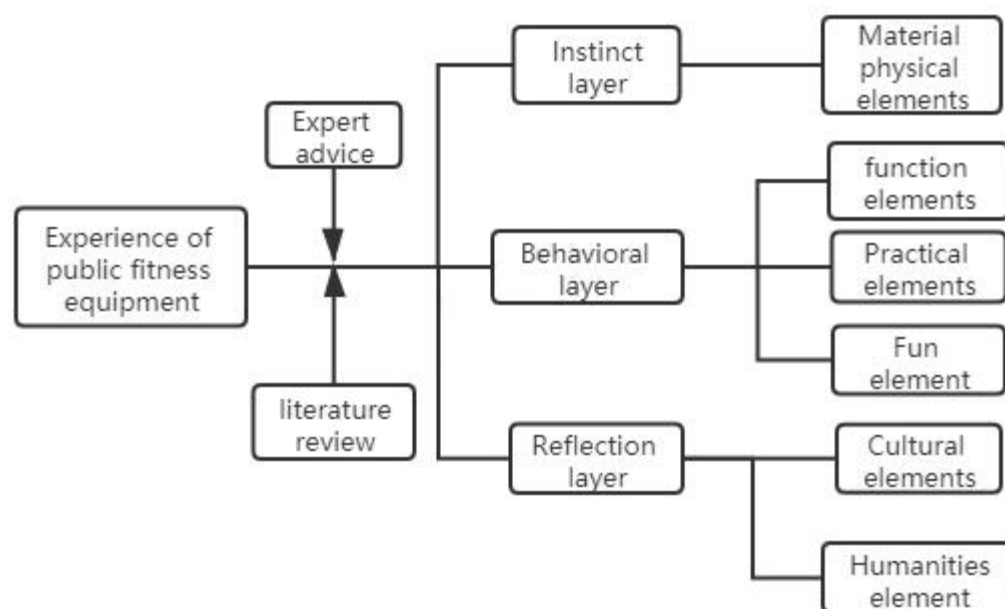 Experience of
public fitness
equipment
Expert
advice
literature
review
Instinct
layer
Behavioral
layer
Reflection
layer
Material
physical
elements
function
elements
Practical
elements
Fun
element
Cultural
elements
Humanities
element